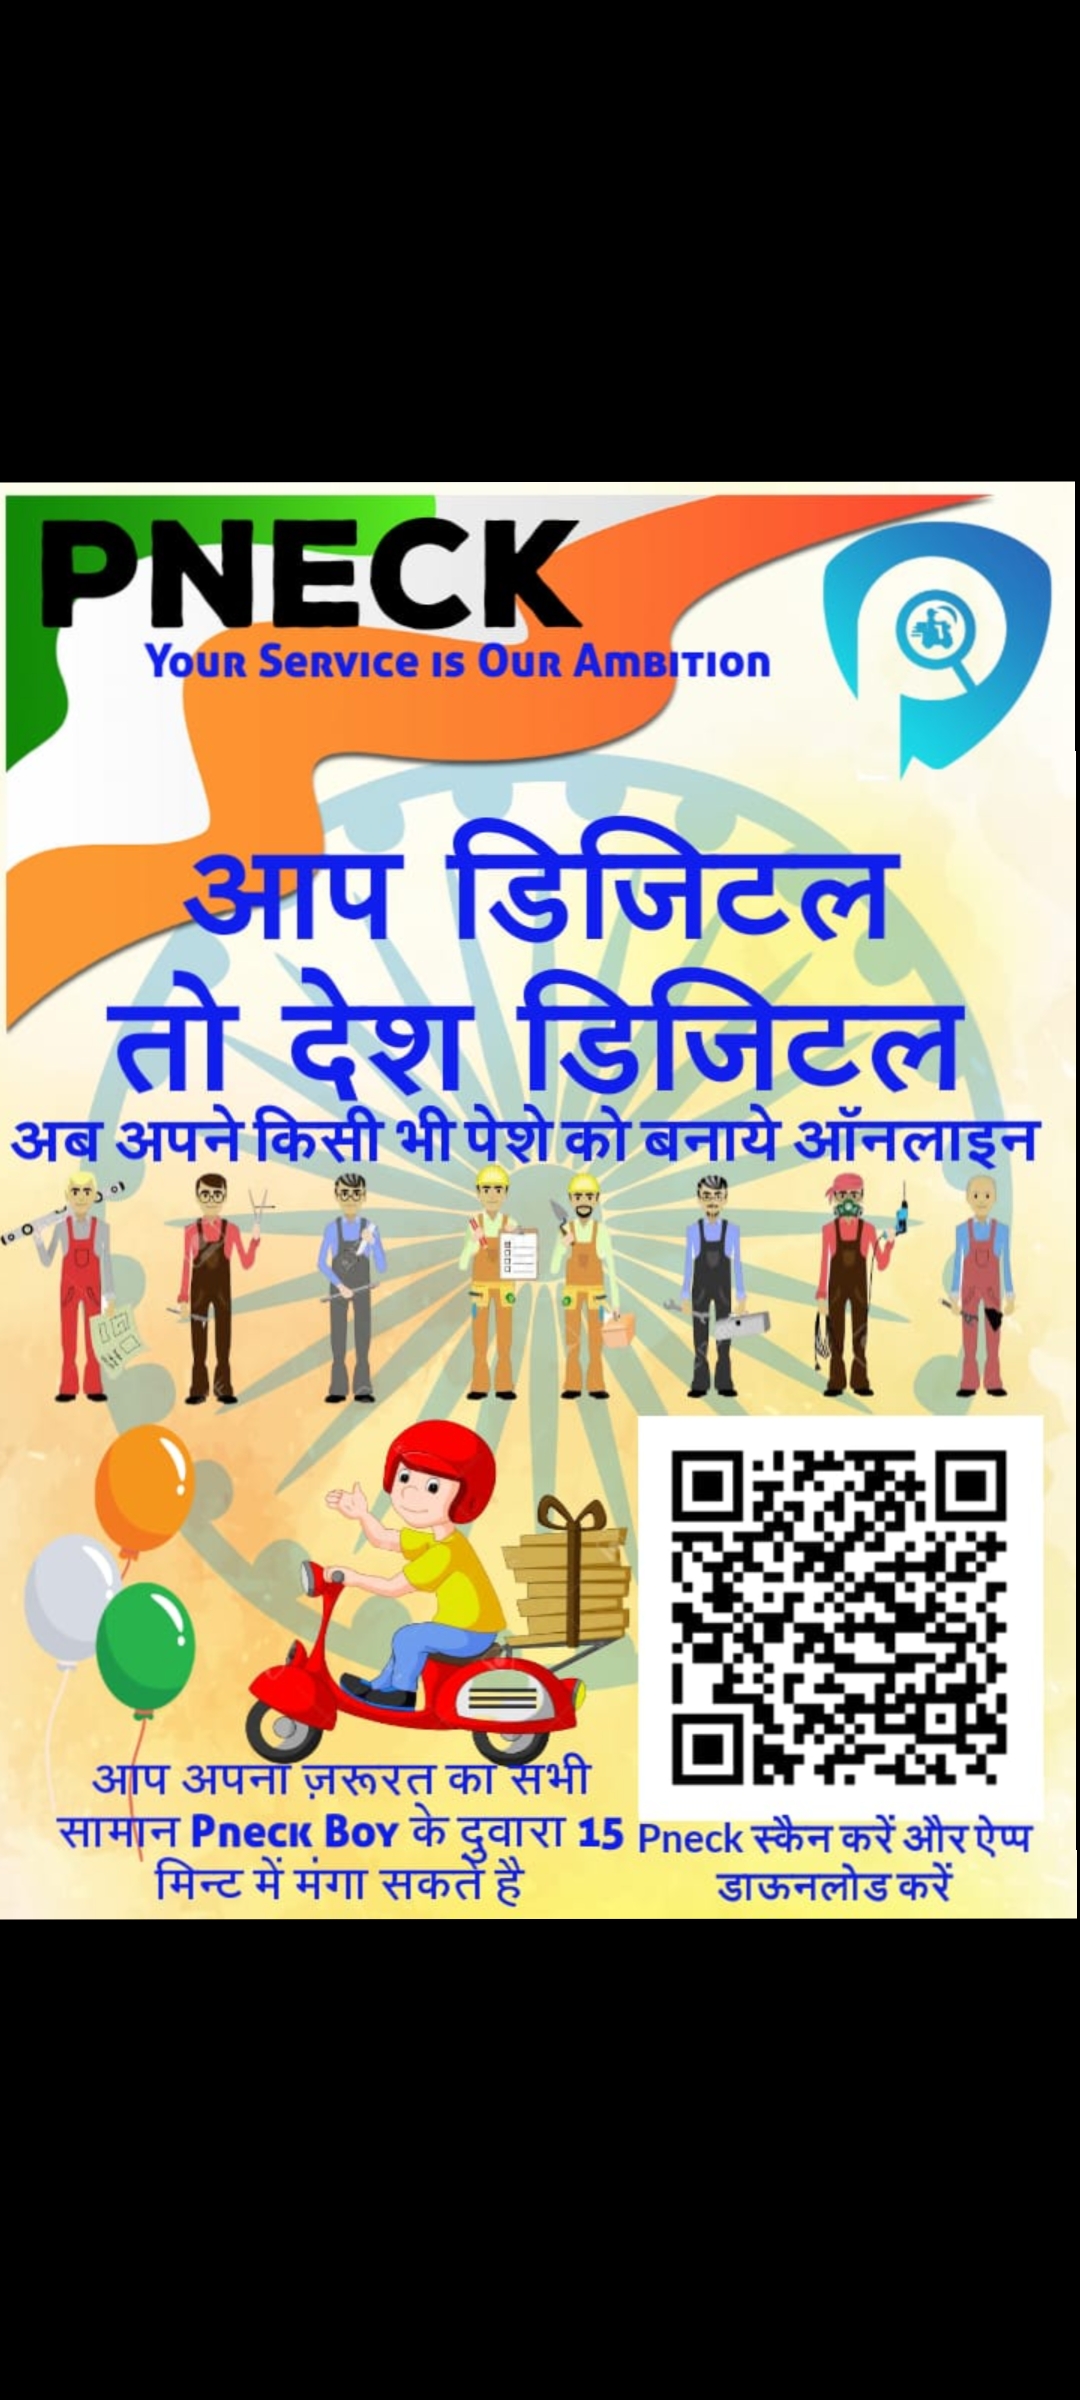 PNECK
Your Service is Our Ambition
आप डिजिटल
तो देश डिजिटल
अब अपने किसी भी पेशे को बनाये ऑनलाइन
आप अपना ज़रूरत का सभी
सामान Pneck Boy के दुवारा 15
मिन्ट में मंगा सकते है
Pneck स्कैन करें और ऐप्प
डाऊनलोड करें